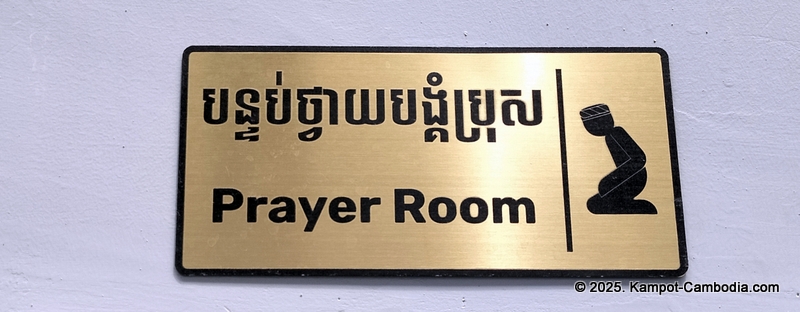 បន្ទប់ថ្វាយបង្គំប្រុស
Prayer Room
© 2025. Kampot-Cambodia.com